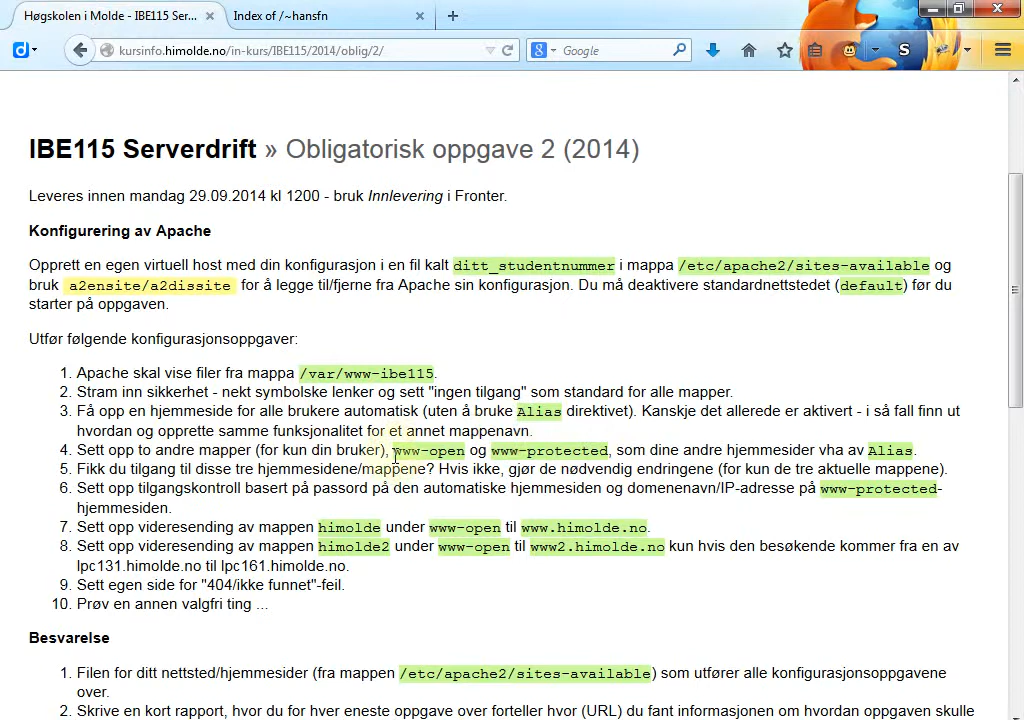 Høgskolen i Molde - IBE115 Ser... Index of /~hansfn
kursinfo.himolde.no/in-kurs/IBE115/2014/oblig/2/ Google
IBE115 Serverdrift » Obligatorisk oppgave 2 (2014)
Leveres innen mandag 29.09.2014 kl 1200 - bruk Innlevering i Fronter.
Konfigurering av Apache
Opprett en egen virtuell host med din konfigurasjon i en fil kalt ditt_studentnummer i mappa /etc/apache2/sites-available og
bruk a2ensite/a2dissite for å legge til/fjerne fra Apache sin konfigurasjon. Du må deaktivere standardnettstedet (default) før du
starter på oppgaven.
Utfør følgende konfigurasjonsoppgaver:
1. Apache skal vise filer fra mappa /var/www-ibe115.
2. Stram inn sikkerhet - nekt symbolske lenker og sett "ingen tilgang" som standard for alle mapper.
3. Få opp en hjemmeside for alle brukere automatisk (uten å bruke Alias direktivet). Kanskje det allerede er aktivert - i så fall finn ut
hvordan og opprette samme funksjonalitet for et annet mappenavn.
4. Sett opp to andre mapper (for kun din bruker), www-open og www-protected, som dine andre hjemmesider vha av Alias.
5. Fikk du tilgang til disse tre hjemmesidene/mappene? Hvis ikke, gjør de nødvendig endringene (for kun de tre aktuelle mappene).
6. Sett opp tilgangskontroll basert på passord på den automatiske hjemmesiden og domenenavn/IP-adresse på www-protected-
hjemmesiden.
7. Sett opp videresending av mappen himolde under www-open til www.himolde.no.
8. Sett opp videresending av mappen himolde2 under www-open til www2.himolde.no kun hvis den besøkende kommer fra en av
lpc131.himolde.no til lpc161.himolde.no.
9. Sett egen side for "404/ikke funnet"-feil.
10. Prøv en annen valgfri ting ...
Besvarelse
1. Filen for ditt nettsted/hjemmesider (fra mappen /etc/apache2/sites-available) som utfører alle konfigurasjonsoppgavene
over.
2. Skrive en kort rapport, hvor du for hver eneste oppgave over forteller hvor (URL) du fant informasjonen om hvordan oppgaven skulle